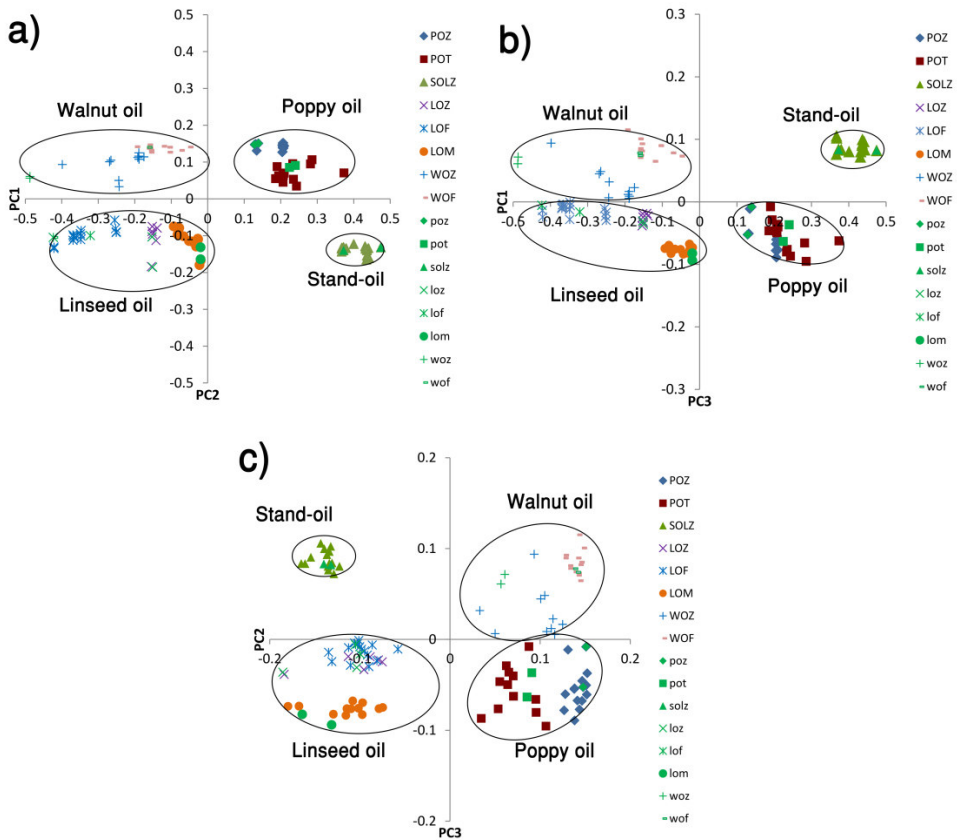 a)
0.5
0.4
0.3
0.2
0.1
0
-0.1
-0.2
-0.3
-0.4
-0.5
-0.5 -0.4 -0.3 -0.2 -0.1 0 0.1 0.2 0.3 0.4 0.5
PC1
PC2
Walnut oil
Poppy oil
Linseed oil
Stand-oil
POZ
POT
SOLZ
LOZ
LOF
LOM
WOZ
WOF
poz
pot
solz
loz
lof
lom
woz
wof
b)
0.3
0.2
0.1
0
-0.1
-0.2
-0.3
-0.5 -0.4 -0.3 -0.2 -0.1 0 0.1 0.2 0.3 0.4 0.5
PC1
PC3
Walnut oil
Stand-oil
Linseed oil
Poppy oil
POZ
POT
SOLZ
LOZ
LOF
LOM
WOZ
WOF
poz
pot
solz
loz
lof
lom
woz
wof
c)
0.2
0.1
0
-0.1
-0.2
-0.2 -0.1 0 0.1 0.2
PC2
PC3
Stand-oil
Walnut oil
Linseed oil
Poppy oil
POZ
POT
SOLZ
LOZ
LOF
LOM
WOZ
WOF
poz
pot
solz
loz
lof
lom
woz
wof